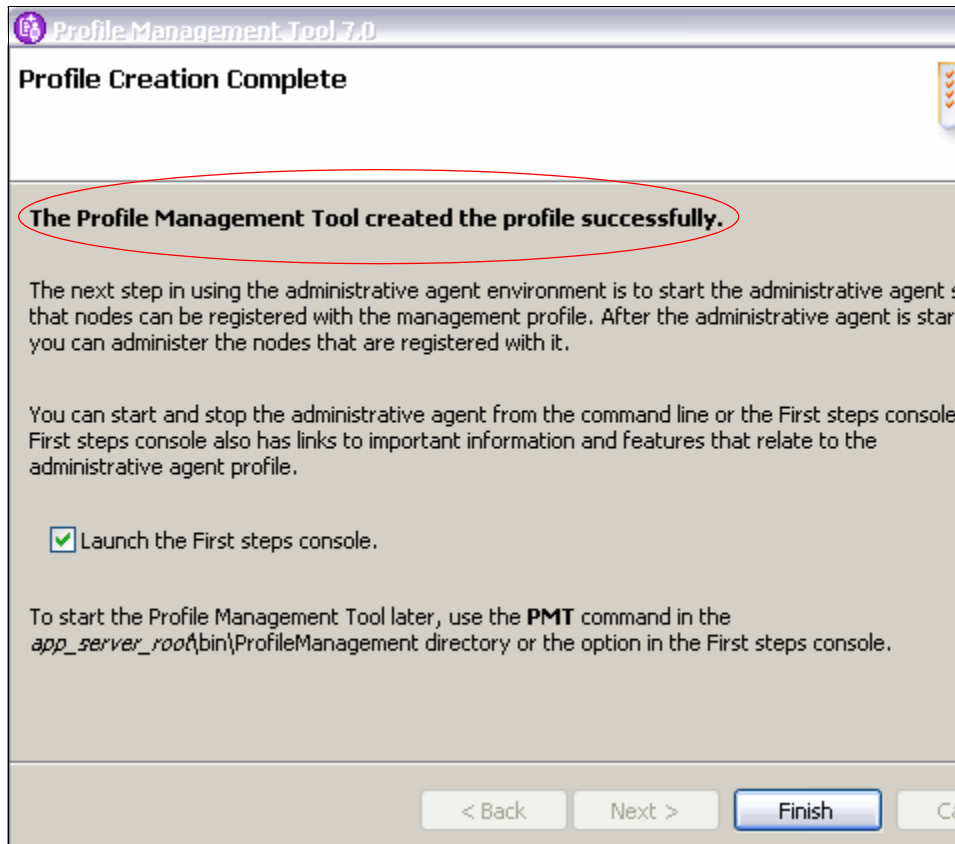 Profile Management Tool 7.0
Profile Creation Complete
The Profile Management Tool created the profile successfully.
The next step in using the administrative agent environment is to start the administrative agent
that nodes can be registered with the management profile. After the administrative agent is
you can administer the nodes that are registered with it.
You can start and stop the administrative agent from the command line or the First steps console
First steps console also has links to important information and features that relate to the
administrative agent profile.
Launch the First steps console.
To start the Profile Management Tool later, use the PMT command in the
app_server_root\bin\ProfileManagement directory or the option in the First steps console.
< Back
Next >
Finish